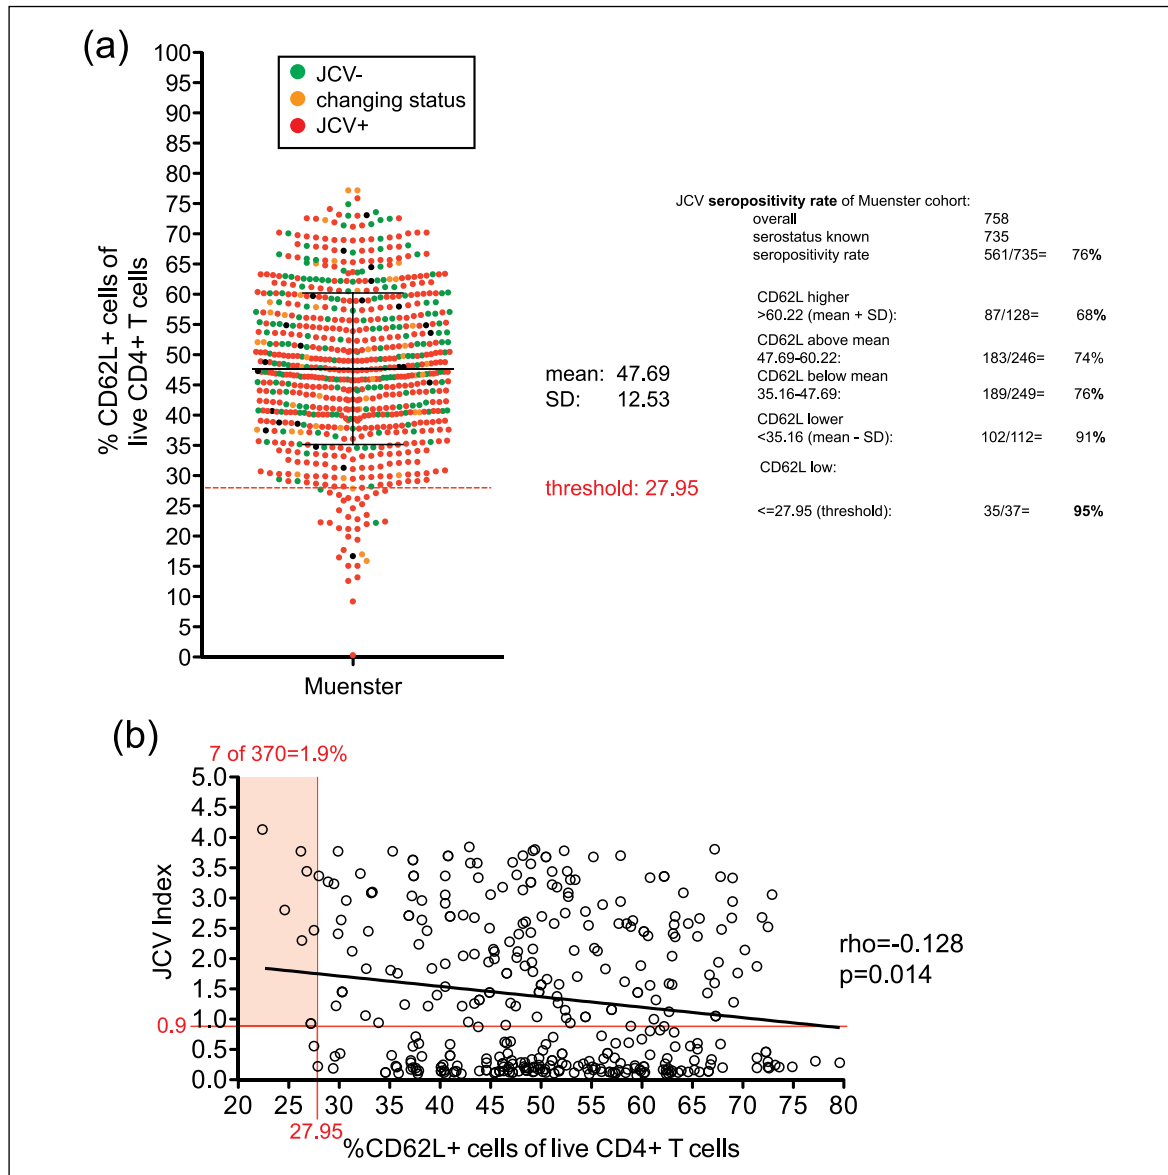 (a)
100
95
90
85
80
75
70
65
60
55
50
45
40
35
30
25
20
15
10
5
0
% CD62L+ cells of
live CD4+ T cells
JCV-
changing status
JCV+
Muenster
mean: 47.69
SD: 12.53
threshold: 27.95
JCV seropositivity rate of Muenster cohort:
overall 758
serostatus known 735
seropositivity rate 561/735= 76%
CD62L higher
>60.22 (mean + SD): 87/128= 68%
CD62L above mean
47.69-60.22: 183/246= 74%
CD62L below mean
35.16-47.69: 189/249= 76%
CD62L lower
<35.16 (mean - SD): 102/112= 91%
CD62L low:
<=27.95 (threshold): 35/37= 95%
(b)
7 of 370=1.9%
5.0
4.5
4.0
3.5
3.0
2.5
2.0
1.5
1.0
0.9
0.5
0.0
JCV Index
rho=-0.128
p=0.014
20 25 30 35 40 45 50 55 60 65 70 75 80
27.95
%CD62L+ cells of live CD4+ T cells